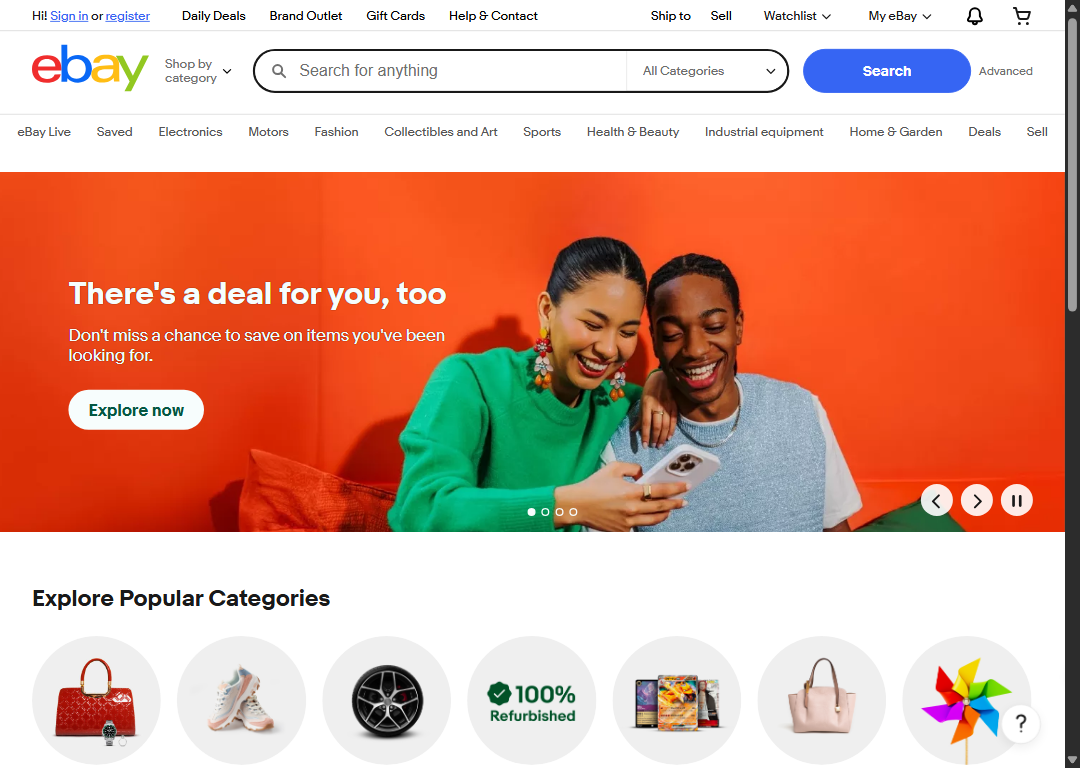 Hi! Sign in or register Daily Deals Brand Outlet Gift Cards Help & Contact Ship to Sell Watchlist My eBay
ebay
Shop by category
Search for anything
All Categories
Search
Advanced
eBay Live Saved Electronics Motors Fashion Collectibles and Art Sports Health & Beauty Industrial equipment Home & Garden Deals Sell
There's a deal for you, too
Don't miss a chance to save on items you've been
looking for.
Explore now
Explore Popular Categories
100%
Refurbished
?